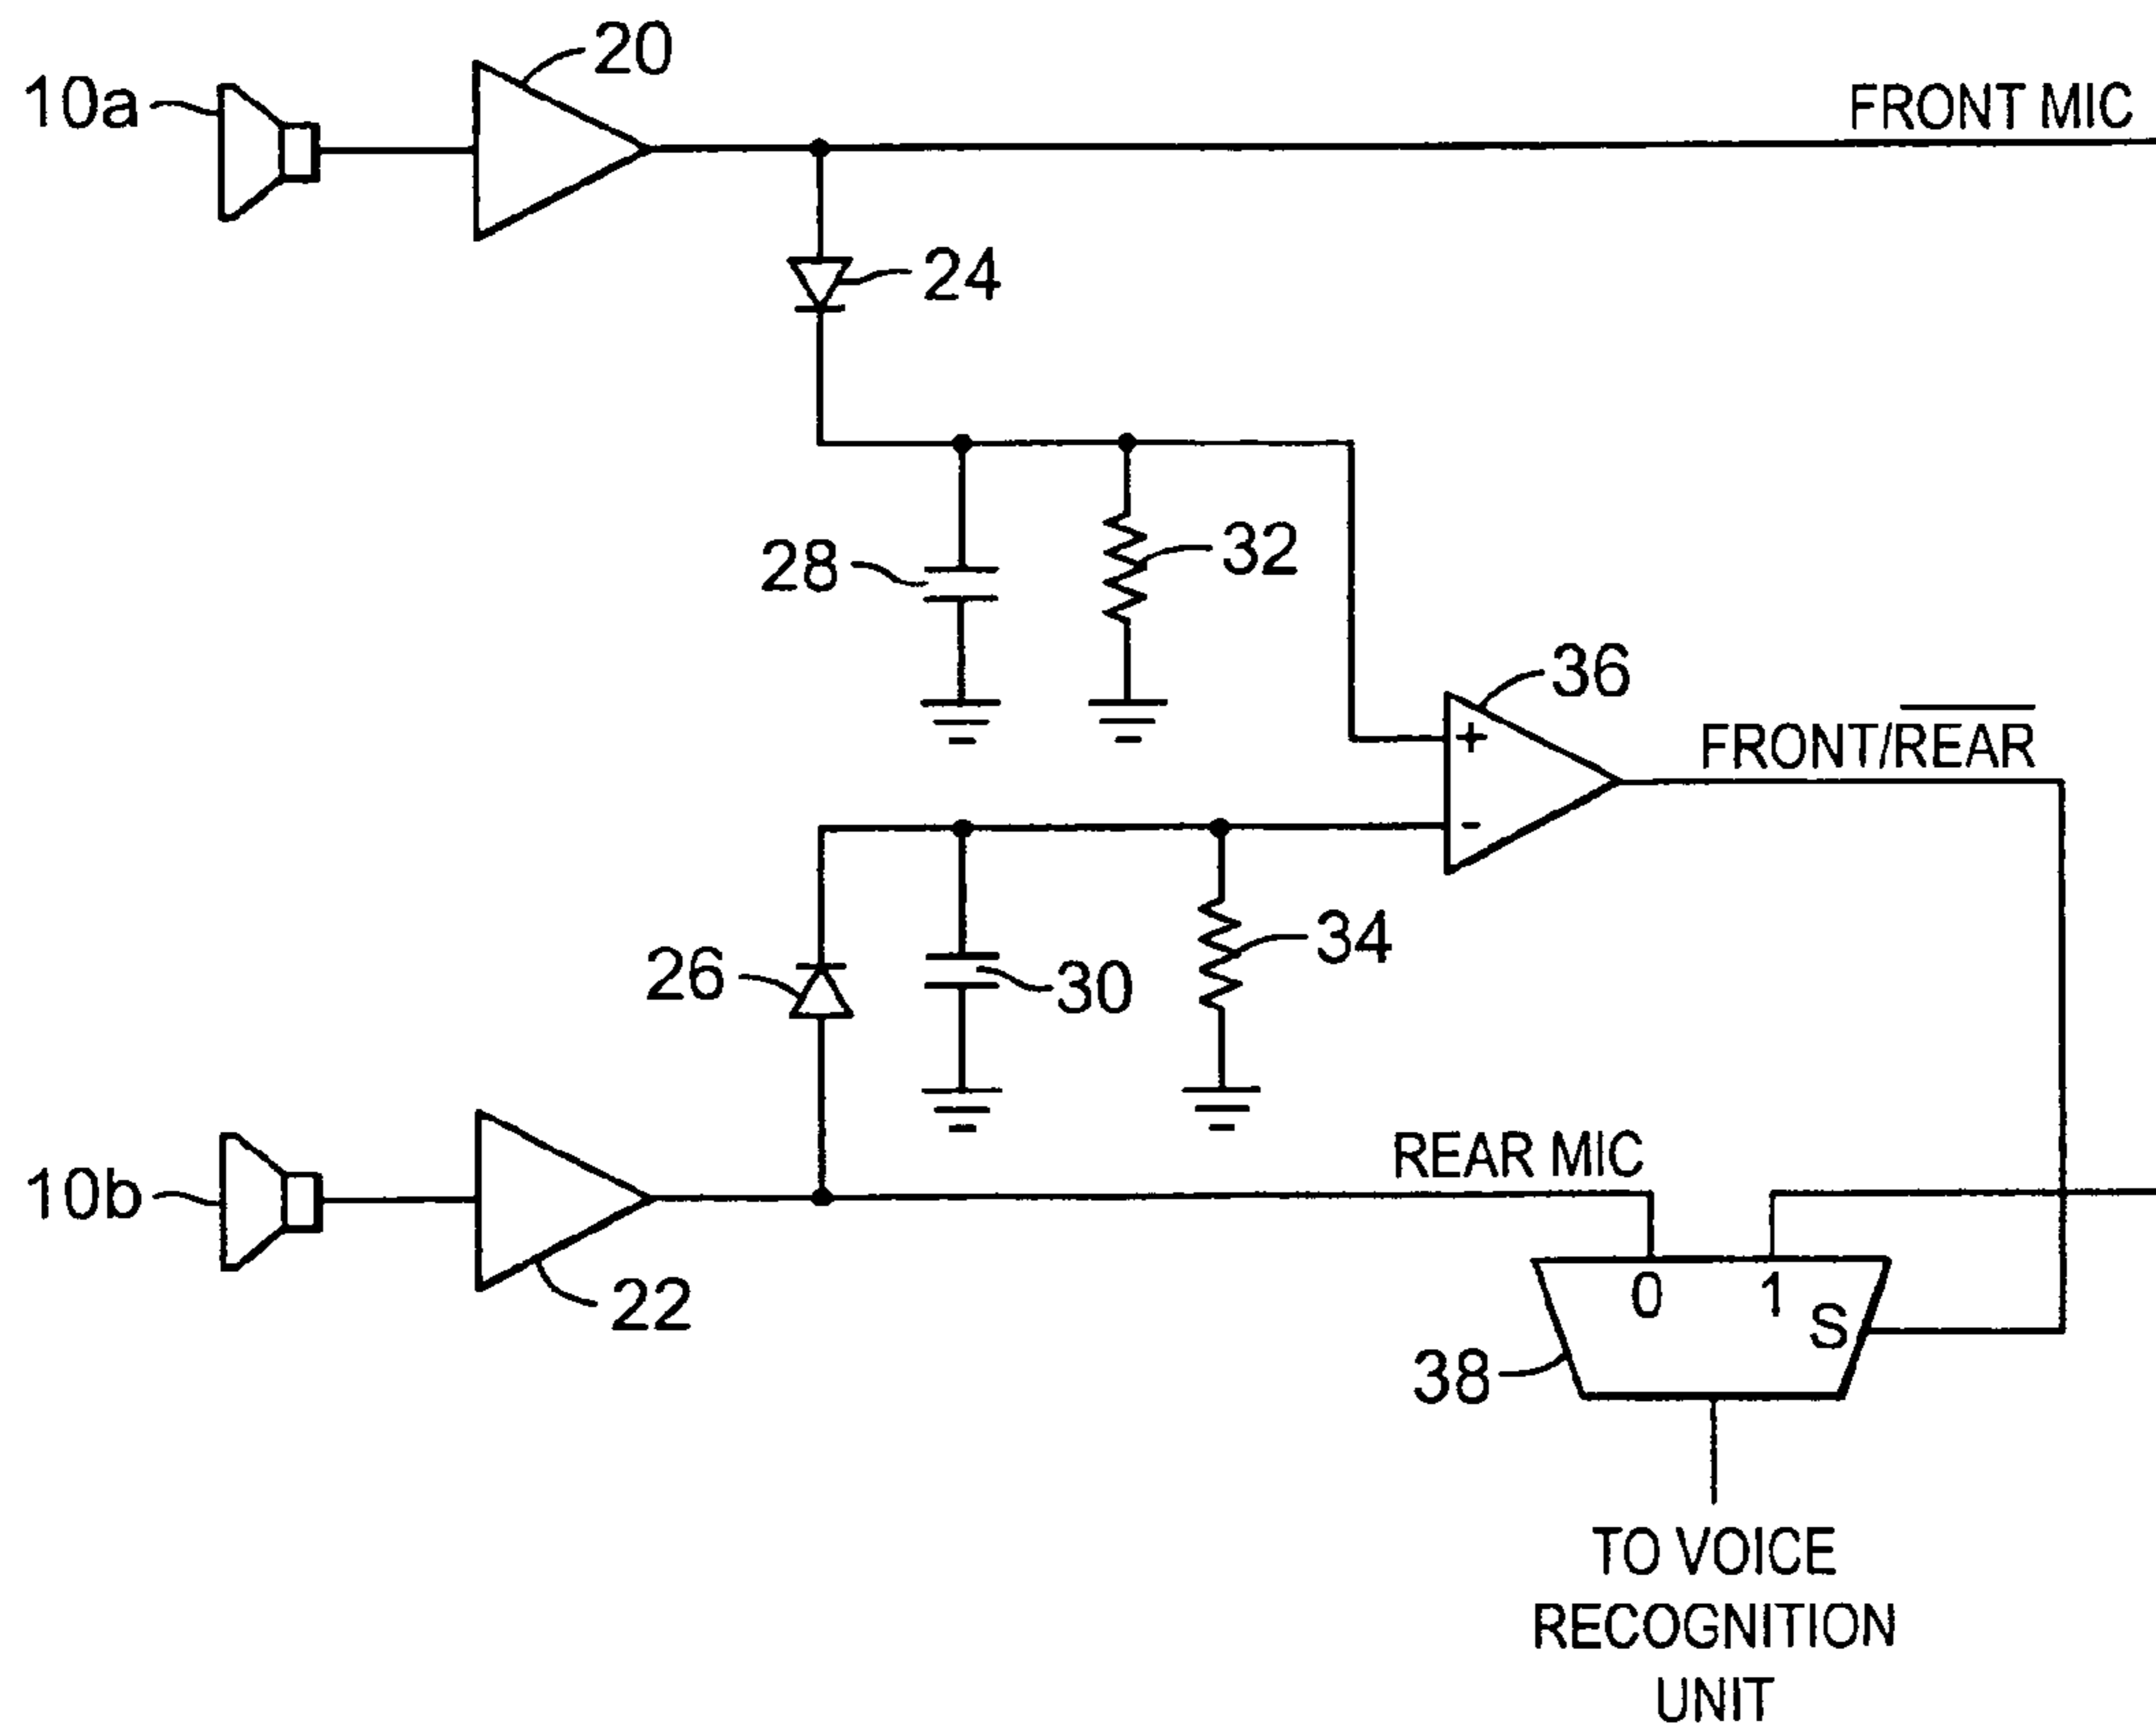 20
10a
FRONT MIC
24
28
32
36
FRONT/REAR
+
-
26
30
34
10b
REAR MIC
22
0 1 S
38
TO VOICE
RECOGNITION
UNIT